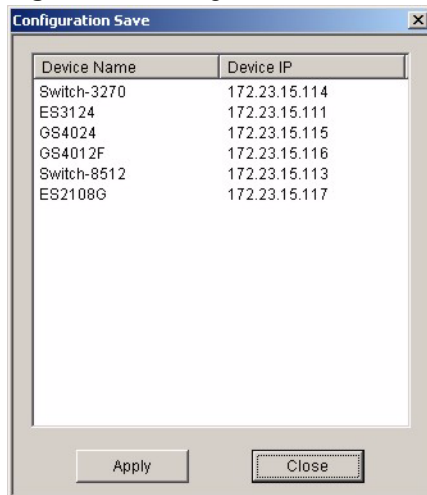 Configuration Save
Device Name Device IP
Switch-3270 172.23.15.114
ES3124 172.23.15.111
GS4024 172.23.15.115
GS4012F 172.23.15.116
Switch-8512 172.23.15.113
ES2108G 172.23.15.117
Apply Close